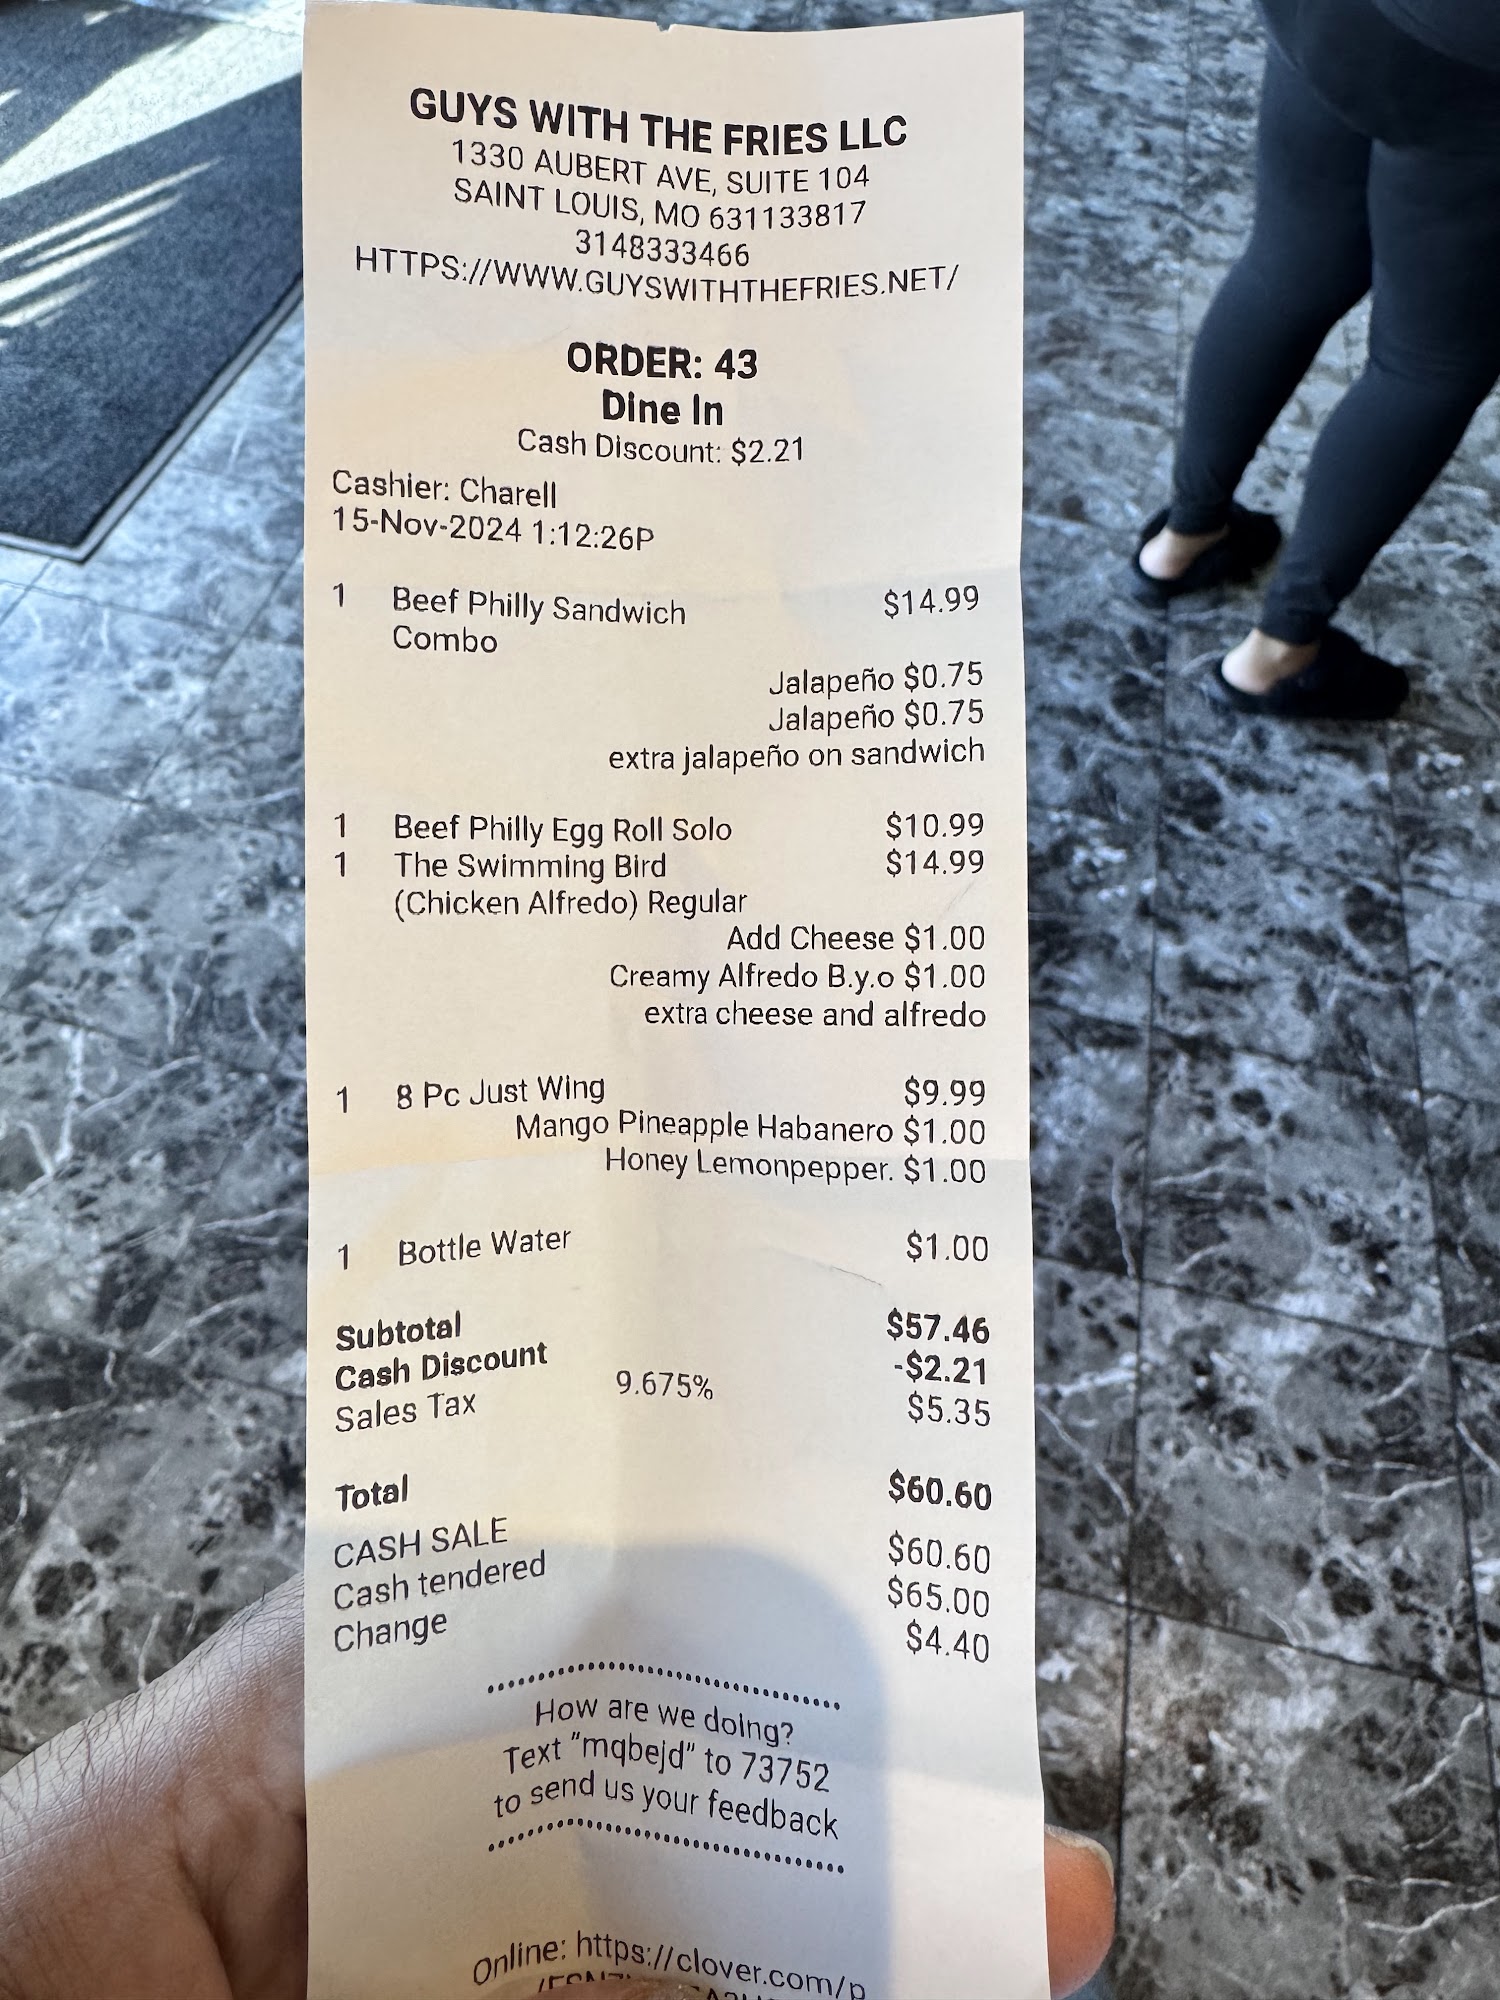 GUYS WITH THE FRIES LLC
1330 AUBERT AVE, SUITE 104
SAINT LOUIS, MO 631133817
3148333466
HTTPS://WWW.GUYSWITHTHEFRIES.NET/
ORDER: 43
Dine In
Cash Discount: $2.21
Cashier: Charell
15-Nov-2024 1:12:26P
1 Beef Philly Sandwich $14.99
Combo
Jalapeño $0.75
Jalapeño $0.75
extra jalapeño on sandwich
1 Beef Philly Egg Roll Solo $10.99
1 The Swimming Bird $14.99
(Chicken Alfredo) Regular
Add Cheese $1.00
Creamy Alfredo B.y.o $1.00
extra cheese and alfredo
1 8 Pc Just Wing $9.99
Mango Pineapple Habanero $1.00
Honey Lemonpepper. $1.00
1 Bottle Water $1.00
Subtotal $57.46
Cash Discount -$2.21
Sales Tax 9.675% $5.35
Total $60.60
CASH SALE $60.60
Cash tendered $65.00
Change $4.40
How are we doing?
Text "mqbejd" to 73752
to send us your feedback
Online: https://clover.com/p